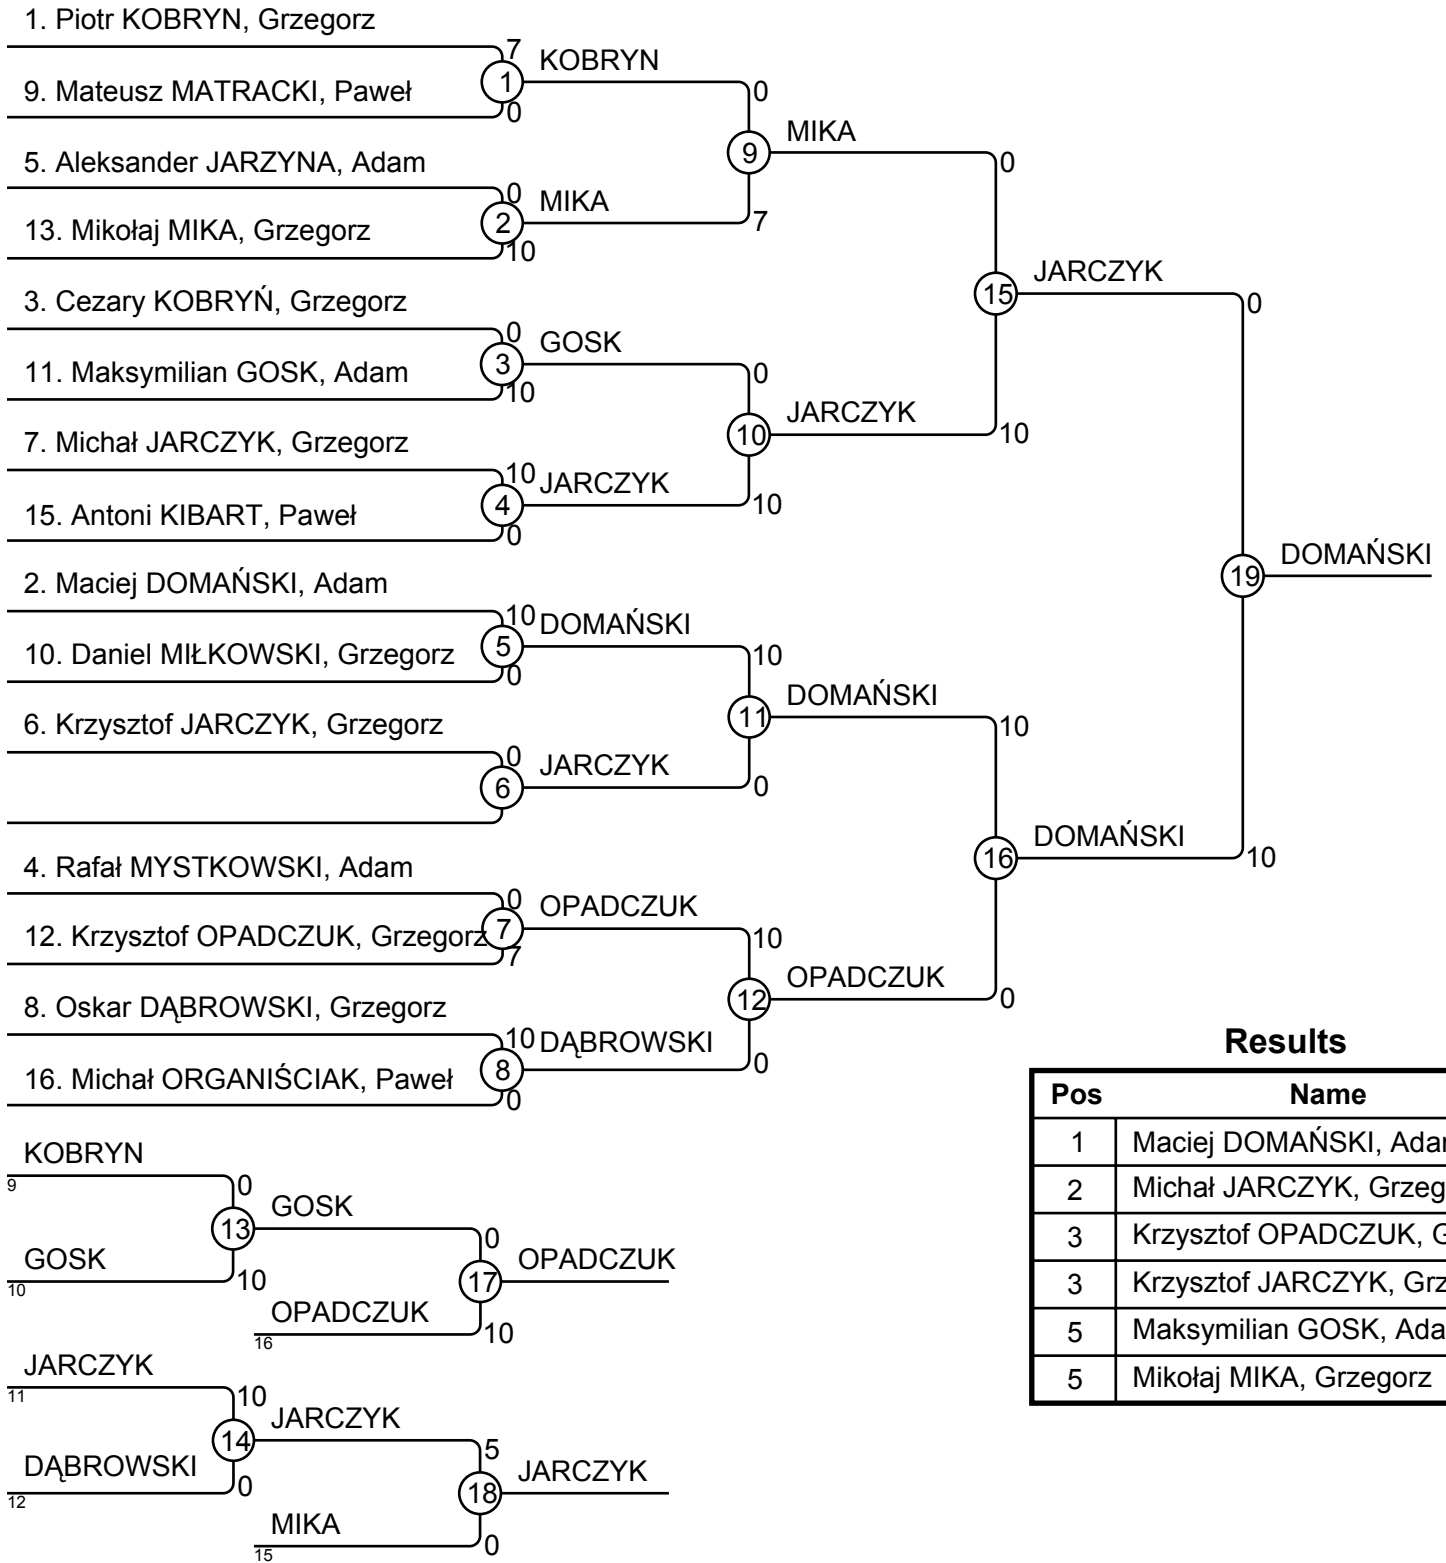 1. Piotr KOBRYN, Grzegorz
7
KOBRYN
1
0
9. Mateusz MATRACKI, Paweł
0
MIKA
9
0
5. Aleksander JARZYNA, Adam
0
MIKA
2
7
13. Mikołaj MIKA, Grzegorz
10
JARCZYK
15
0
3. Cezary KOBRYŃ, Grzegorz
0
GOSK
3
0
11. Maksymilian GOSK, Adam
10
JARCZYK
10
10
7. Michał JARCZYK, Grzegorz
10
JARCZYK
4
10
15. Antoni KIBART, Paweł
0
DOMAŃSKI
19
2. Maciej DOMAŃSKI, Adam
10
DOMAŃSKI
5
10
10. Daniel MIŁKOWSKI, Grzegorz
0
DOMAŃSKI
11
10
6. Krzysztof JARCZYK, Grzegorz
0
JARCZYK
6
0
DOMAŃSKI
16
10
4. Rafał MYSTKOWSKI, Adam
0
OPADCZUK
7
10
12. Krzysztof OPADCZUK, Grzegorz
7
OPADCZUK
12
0
8. Oskar DĄBROWSKI, Grzegorz
10
DĄBROWSKI
8
0
16. Michał ORGANIŚCIAK, Paweł
0
Results
Pos Name
1 Maciej DOMAŃSKI, Ada
2 Michał JARCZYK, Grzeg
3 Krzysztof OPADCZUK, G
3 Krzysztof JARCZYK, Grz
5 Maksymilian GOSK, Ada
5 Mikołaj MIKA, Grzegorz
KOBRYN
9
0
GOSK
13
0
GOSK
10
10
OPADCZUK
17
OPADCZUK
16
10
JARCZYK
11
10
JARCZYK
14
5
DĄBROWSKI
12
0
JARCZYK
18
MIKA
15
0